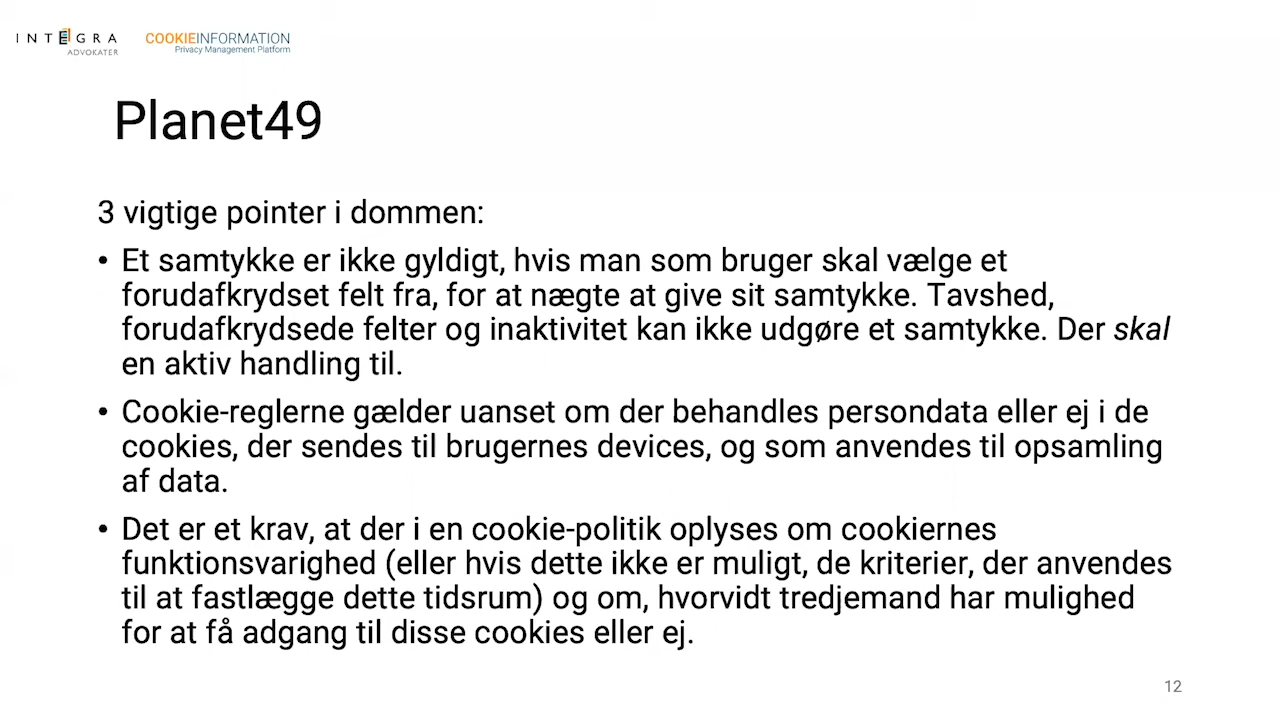 INTEGRA
ADVOKATER
COOKIEINFORMATION
Privacy Management Platform
Planet49
3 vigtige pointer i dommen:
• Et samtykke er ikke gyldigt, hvis man som bruger skal vælge et
forudafkrydset felt fra, for at nægte at give sit samtykke. Tavshed,
forudafkrydsede felter og inaktivitet kan ikke udgøre et samtykke. Der skal
en aktiv handling til.
• Cookie-reglerne gælder uanset om der behandles persondata eller ej i de
cookies, der sendes til brugernes devices, og som anvendes til opsamling
af data.
• Det er et krav, at der i en cookie-politik oplyses om cookiernes
funktionsvarighed (eller hvis dette ikke er muligt, de kriterier, der anvendes
til at fastlægge dette tidsrum) og om, hvorvidt tredjemand har mulighed
for at få adgang til disse cookies eller ej.
12